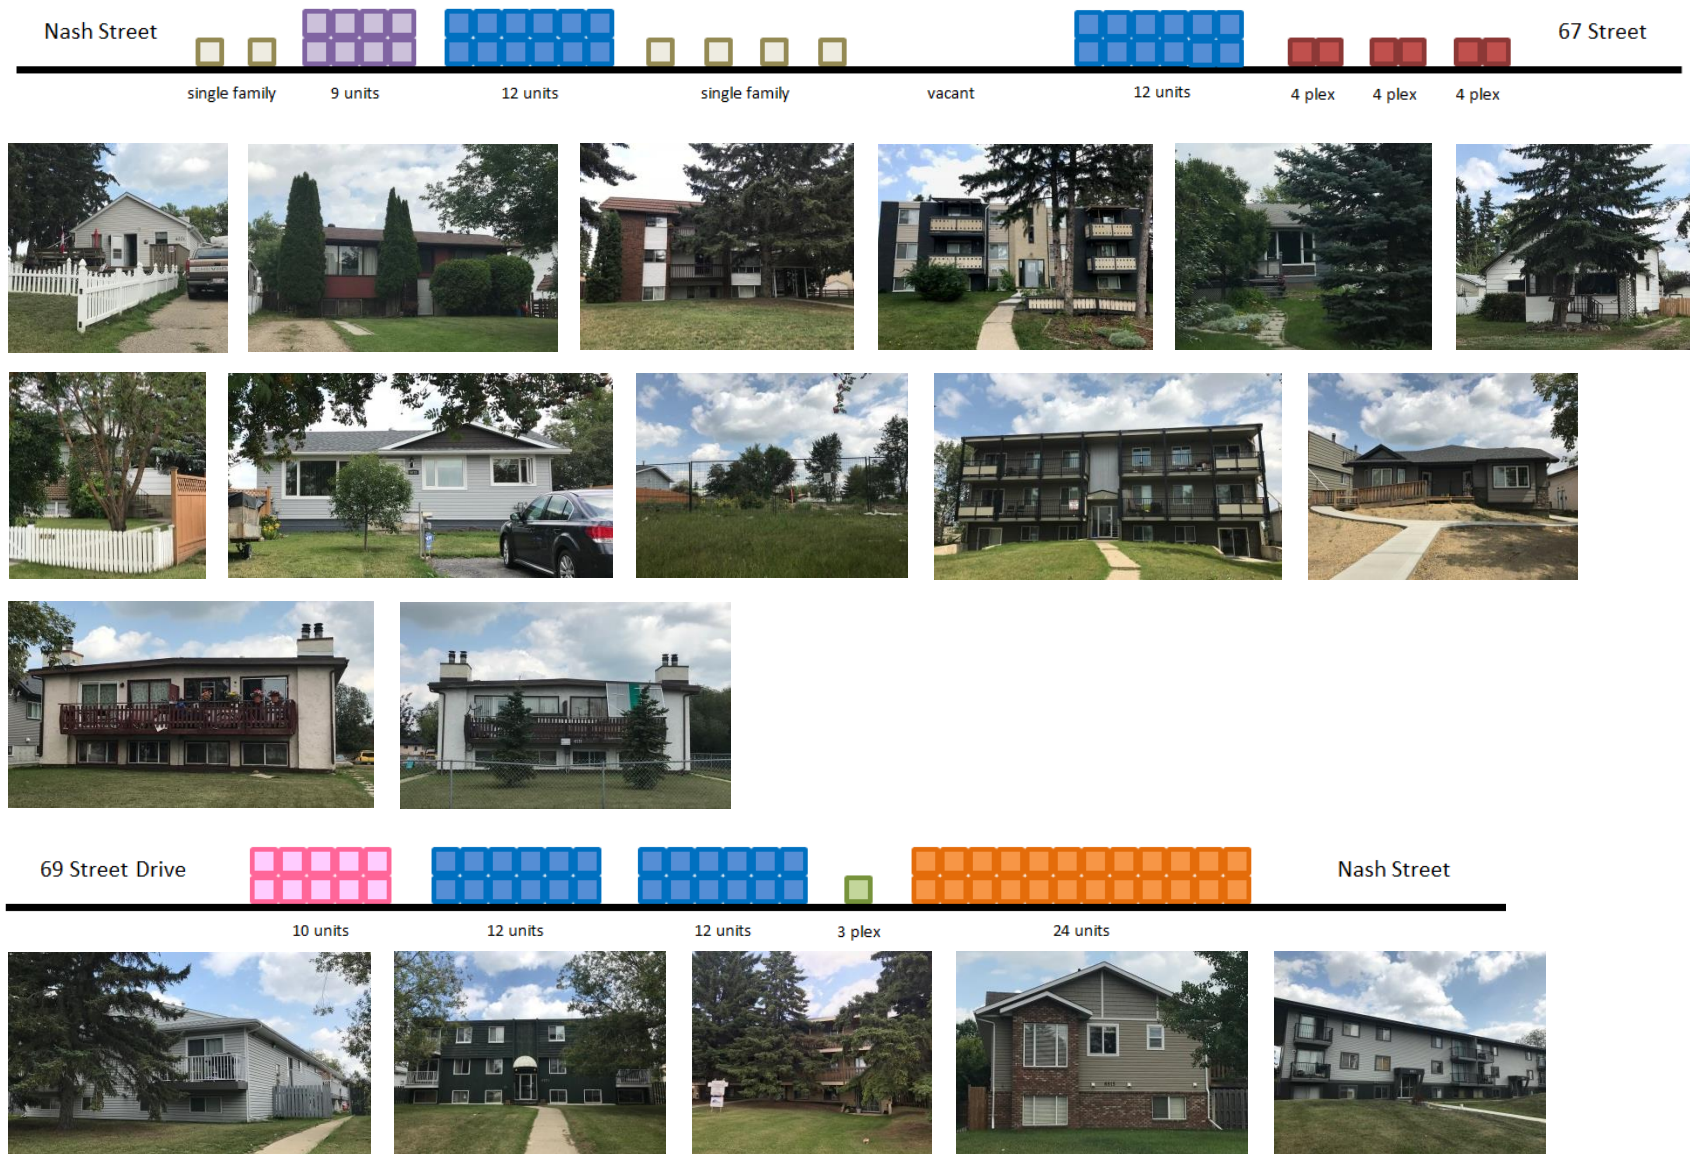 Nash Street
67 Street
single family
9 units
12 units
single family
vacant
12 units
4 plex
4 plex
4 plex
69 Street Drive
Nash Street
10 units
12 units
12 units
3 plex
24 units